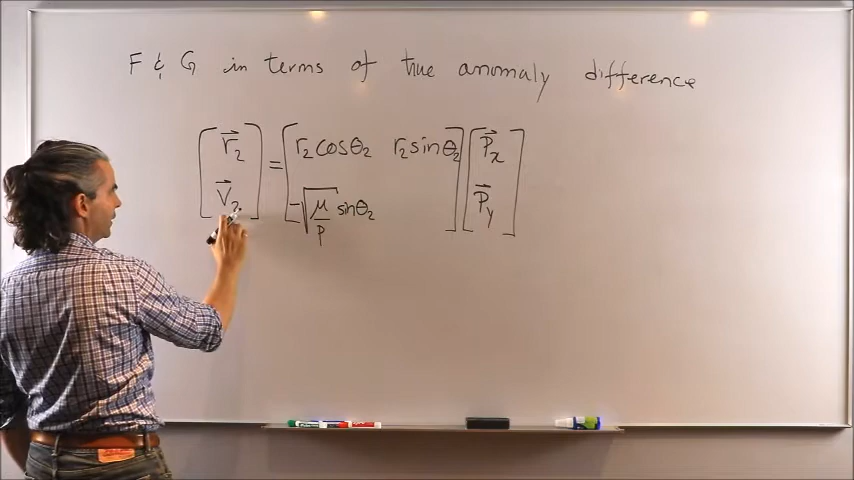 F & G in terms of true anomaly difference
[r⃗₂ v⃗₂] = [r₂cosθ₂ r₂sinθ₂ [P⃗ₓ
-√(μ/p) sinθ₂ ] P⃗ᵧ]